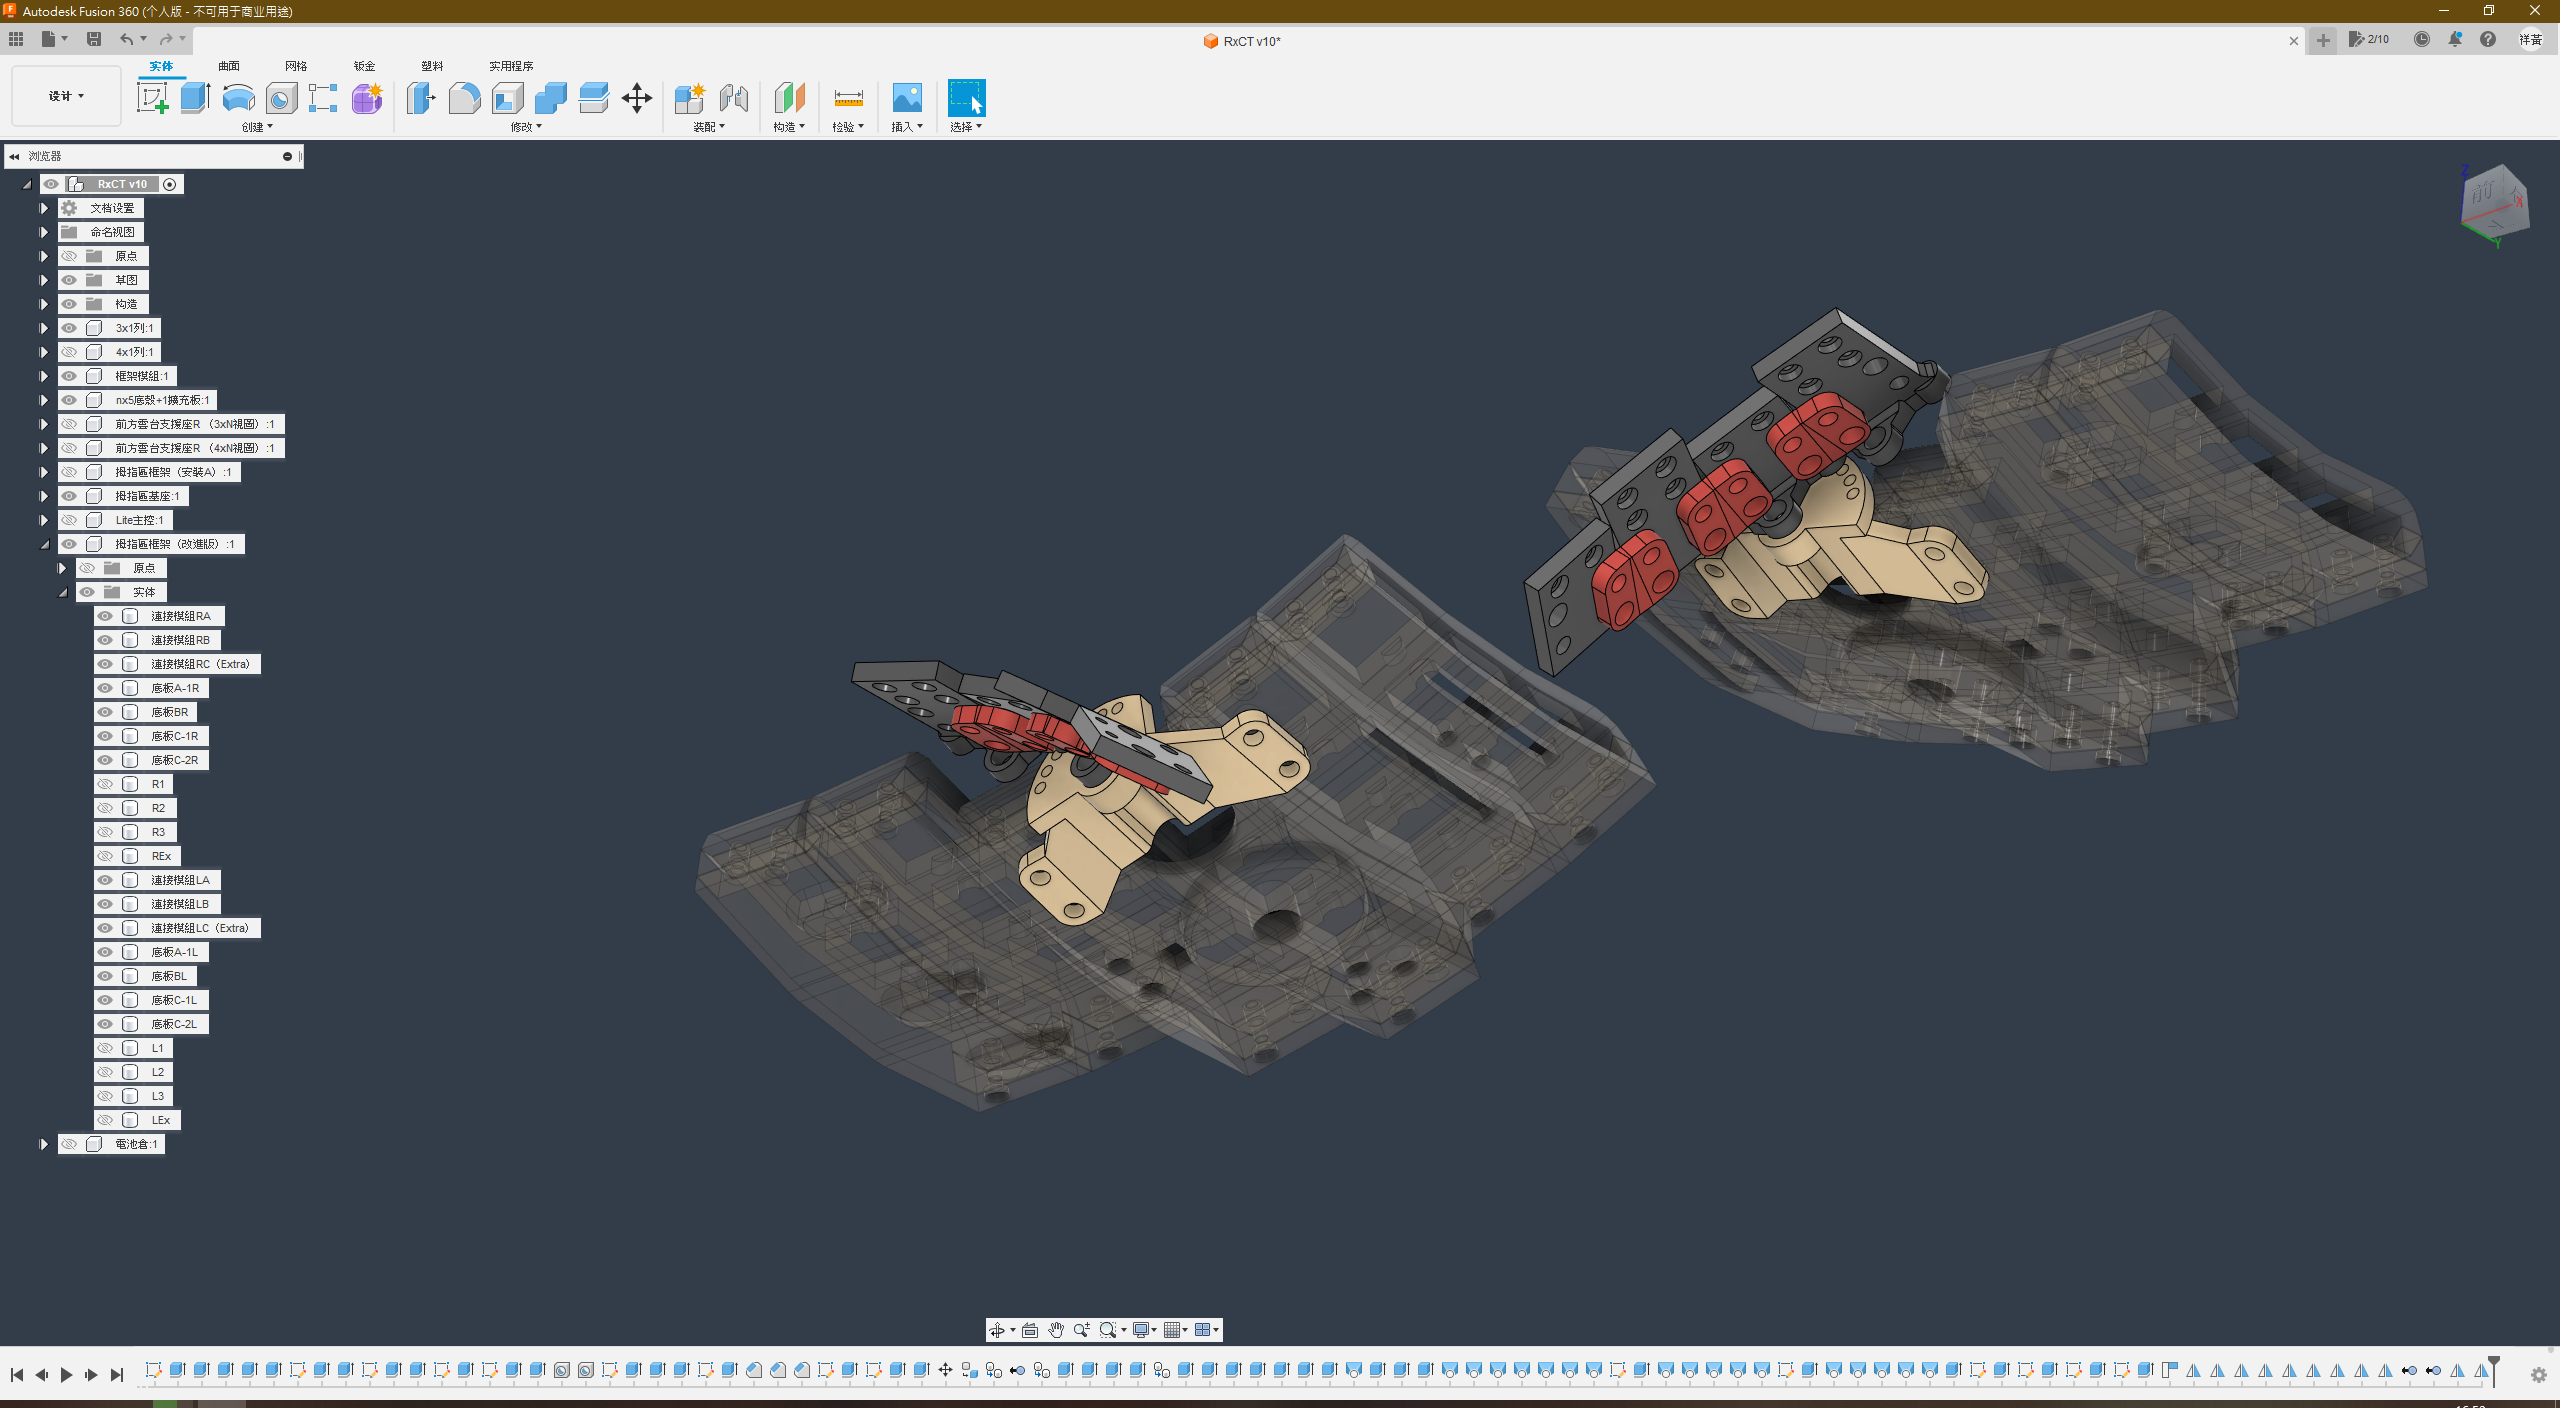 Autodesk Fusion 360 (个人版 - 不可用于商业用途)
RxCT v10*
2/10
祥黃
实体 曲面 网格 钣金 塑料 实用程序
设计
创建 修改 装配 构造 检验 插入 选择
浏览器
RxCT v10
文档设置
命名视图
原点
草图
构造
3x1列:1
4x1列:1
框架模組:1
nx5底殼+1擴充板:1
前方雲台支援座R （3xN視圖）:1
前方雲台支援座R （4xN視圖）:1
拇指區框架（安裝A）:1
拇指區基座:1
Lite主控:1
拇指區框架（改進版）:1
原点
实体
連接模組RA
連接模組RB
連接模組RC（Extra）
底板A-1R
底板BR
底板C-1R
底板C-2R
R1
R2
R3
REx
連接模組LA
連接模組LB
連接模組LC（Extra）
底板A-1L
底板BL
底板C-1L
底板C-2L
L1
L2
L3
LEx
電池倉:1
Z
前
X
Y